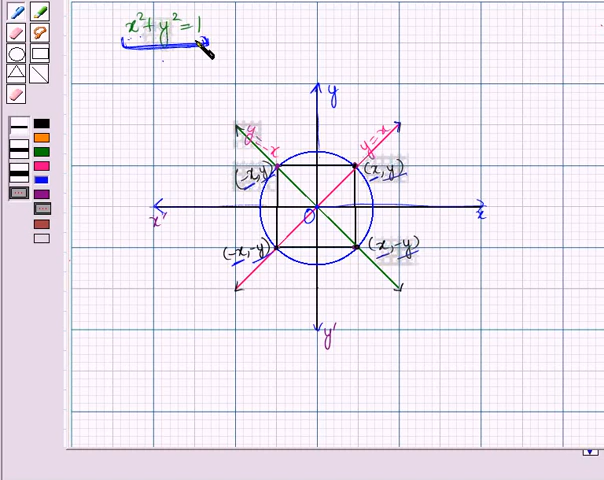 x² + y² = 1
y
y=-x
y=x
(-x,y)
(x,y)
x'
O
x
(-x,-y)
(x,-y)
y'